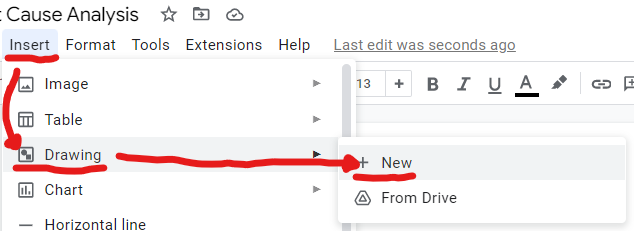 t Cause Analysis
Insert Format Tools Extensions Help Last edit was seconds ago
Image
13 + B I U A
Table
Drawing
+ New
Chart
From Drive
Horizontal line